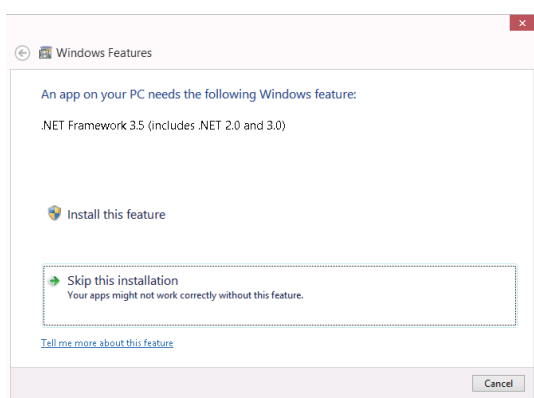 Windows Features
An app on your PC needs the following Windows feature:
.NET Framework 3.5 (includes .NET 2.0 and 3.0)
Install this feature
Skip this installation
Your apps might not work correctly without this feature.
Tell me more about this feature
Cancel